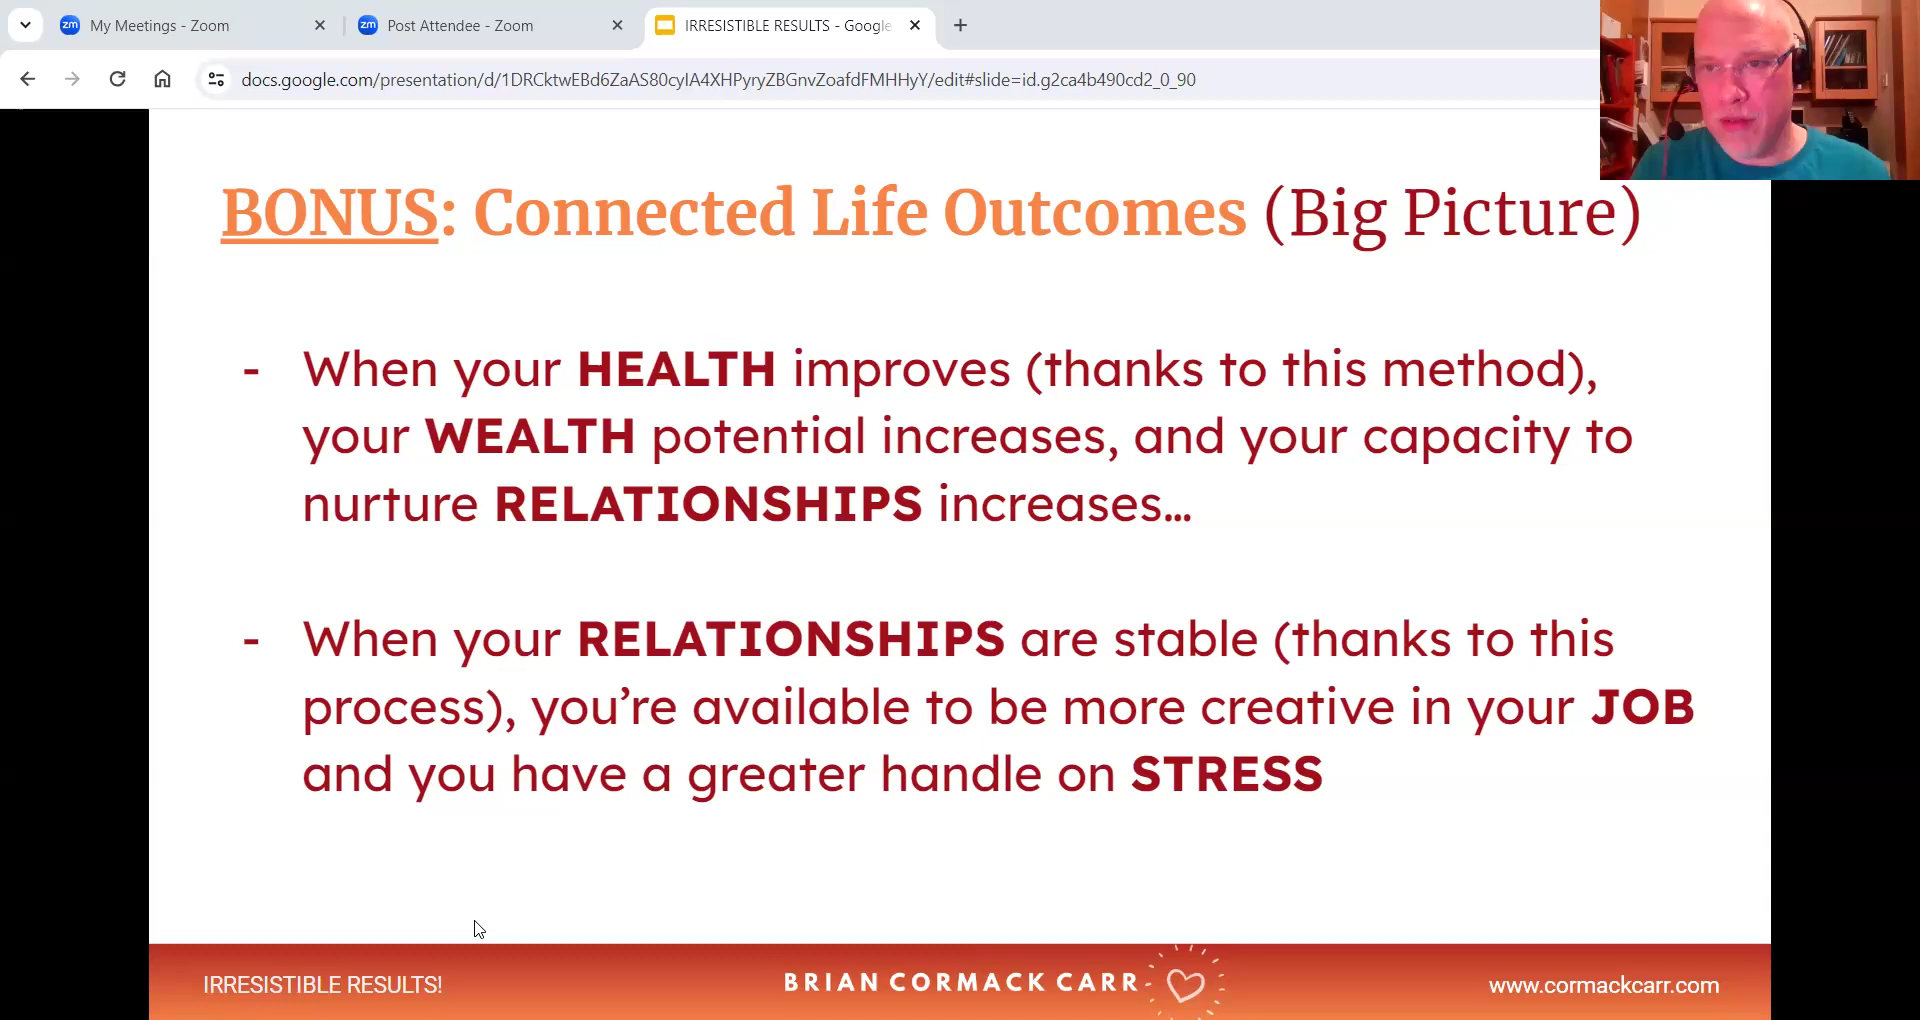 zm My Meetings - Zoom
zm Post Attendee - Zoom
IRRESISTIBLE RESULTS - Google
docs.google.com/presentation/d/1DRCktwEBd6ZaAS80cyIA4XHPyryZBGnvZoafdFMHHyY/edit#slide=id.g2ca4b490cd2_0_90
BONUS: Connected Life Outcomes (Big Picture)
- When your HEALTH improves (thanks to this method),
your WEALTH potential increases, and your capacity to
nurture RELATIONSHIPS increases...
- When your RELATIONSHIPS are stable (thanks to this
process), you're available to be more creative in your JOB
and you have a greater handle on STRESS
IRRESISTIBLE RESULTS!
BRIAN CORMACK CARR
www.cormackcarr.com